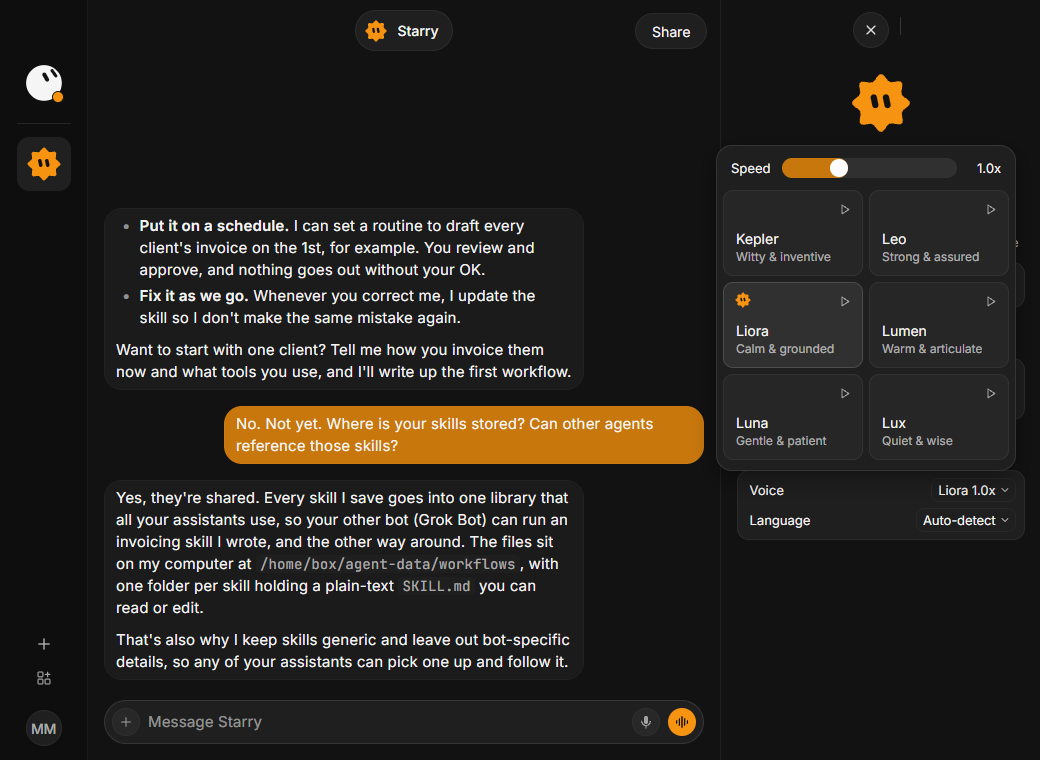 Starry
Share
• Put it on a schedule. I can set a routine to draft every
client's invoice on the 1st, for example. You review and
approve, and nothing goes out without your OK.
• Fix it as we go. Whenever you correct me, I update the
skill so I don't make the same mistake again.
Want to start with one client? Tell me how you invoice them
now and what tools you use, and I'll write up the first workflow.
No. Not yet. Where is your skills stored? Can other agents
reference those skills?
Yes, they're shared. Every skill I save goes into one library that
all your assistants use, so your other bot (Grok Bot) can run an
invoicing skill I wrote, and the other way around. The files sit
on my computer at /home/box/agent-data/workflows, with
one folder per skill holding a plain-text SKILL.md you can
read or edit.
That's also why I keep skills generic and leave out bot-specific
details, so any of your assistants can pick one up and follow it.
Message Starry
MM
Speed
1.0x
Kepler
Witty & inventive
Leo
Strong & assured
Liora
Calm & grounded
Lumen
Warm & articulate
Luna
Gentle & patient
Lux
Quiet & wise
Voice
Liora 1.0x
Language
Auto-detect